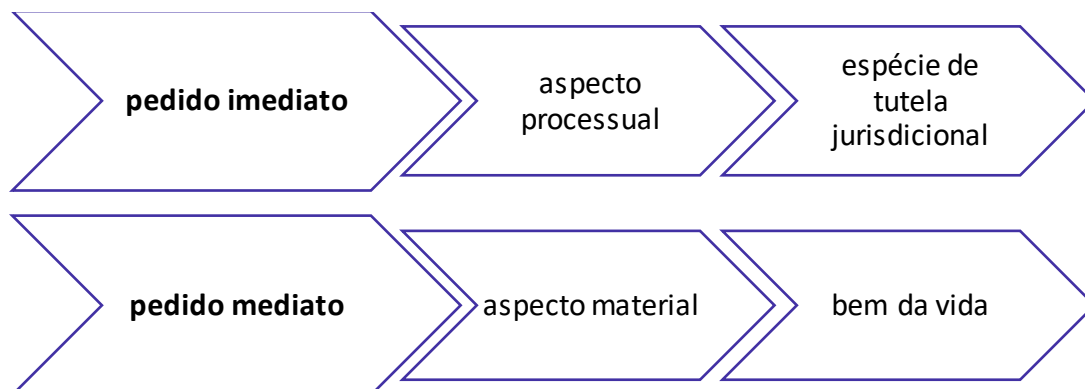 pedido imediato
aspecto
processual
espécie de
tutela
jurisdicional
pedido mediato
aspecto material
bem da vida